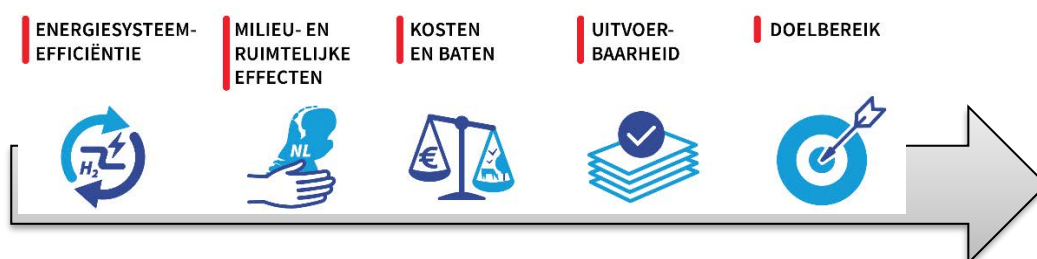 ENERGIESYSTEEM-
EFFICIËNTIE
MILIEU- EN
RUIMTELIJKE
EFFECTEN
KOSTEN
EN BATEN
UITVOER-
BAARHEID
DOELBEREIK
H₂
NL
€